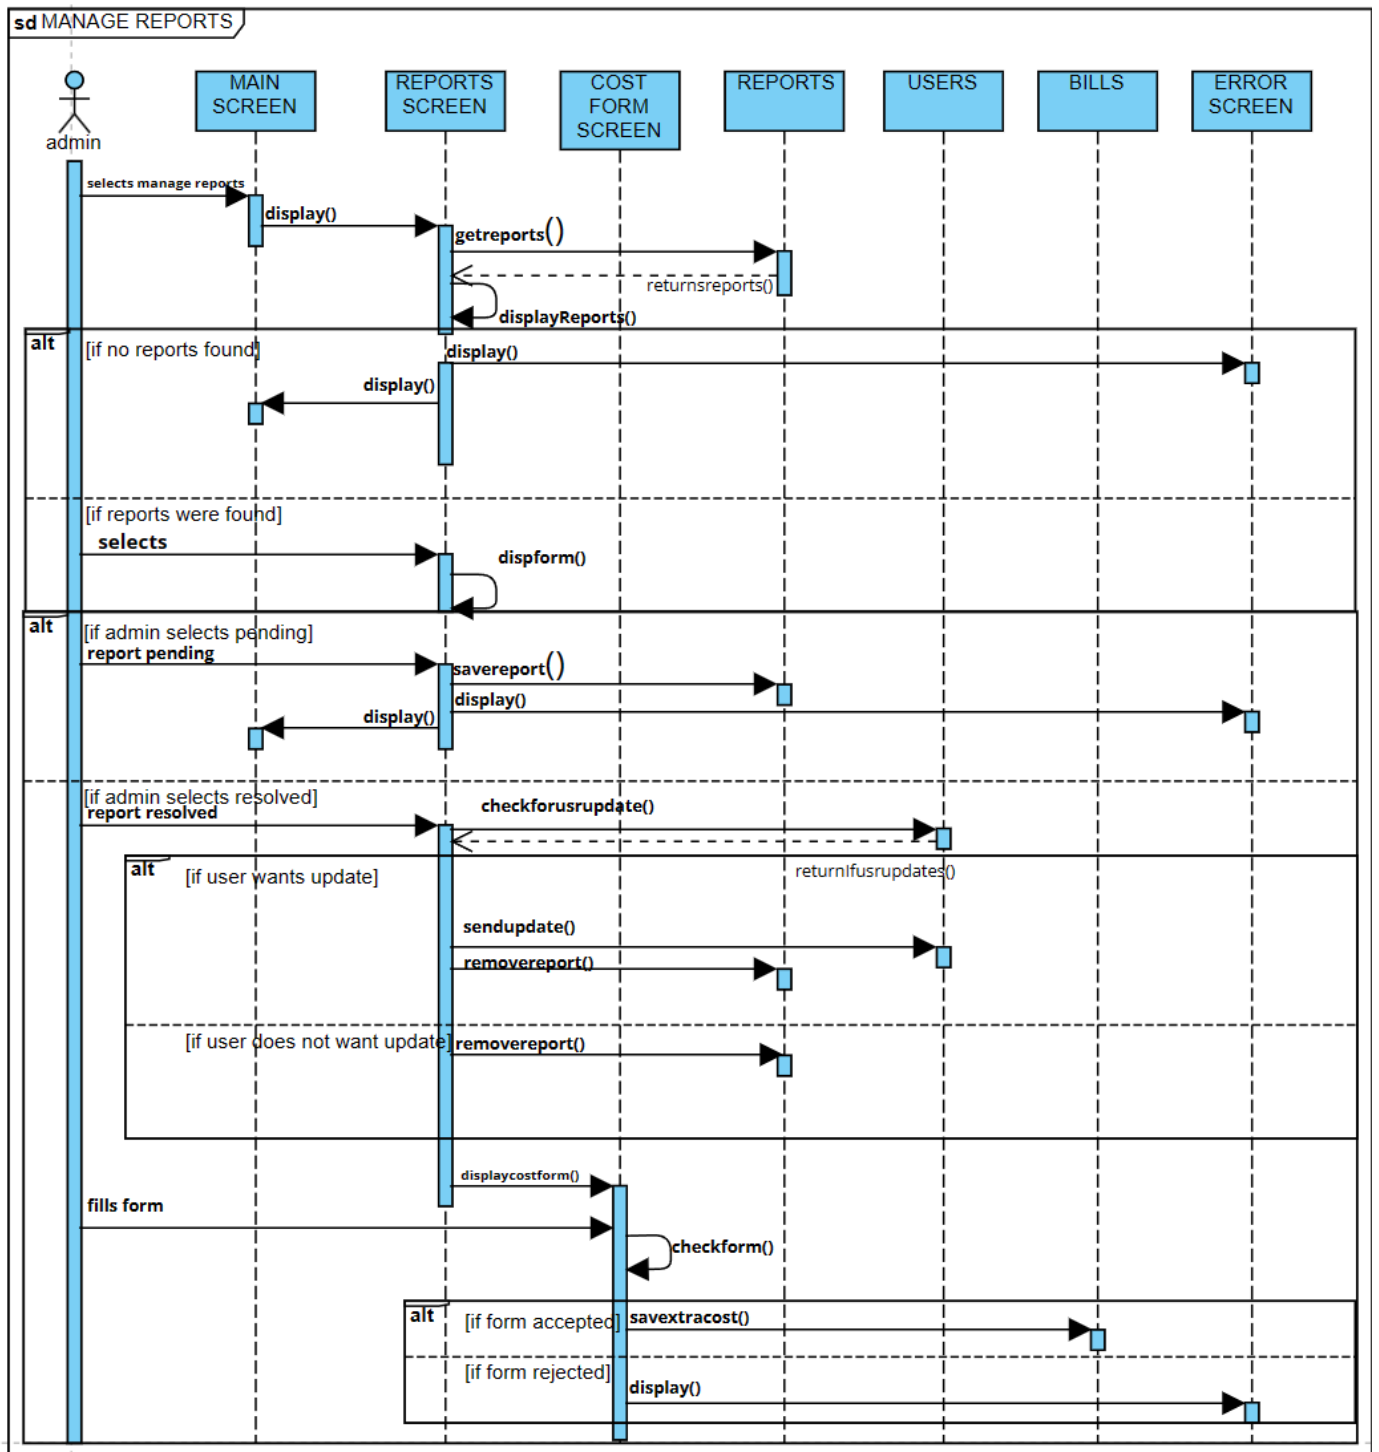 sd MANAGE REPORTS
admin
MAIN
SCREEN
REPORTS
SCREEN
COST
FORM
SCREEN
REPORTS
USERS
BILLS
ERROR
SCREEN
selects manage reports
display()
getreports()
returnsreports()
displayReports()
alt
[if no reports found]
display()
display()
[if reports were found]
selects
dispform()
alt
[if admin selects pending]
report pending
savereport()
display()
display()
[if admin selects resolved]
report resolved
checkforusrupdate()
returnIfusrupdates()
alt
[if user wants update]
sendupdate()
removereport()
[if user does not want update]
removereport()
displaycostform()
fills form
checkform()
alt
[if form accepted]
savextracost()
[if form rejected]
display()